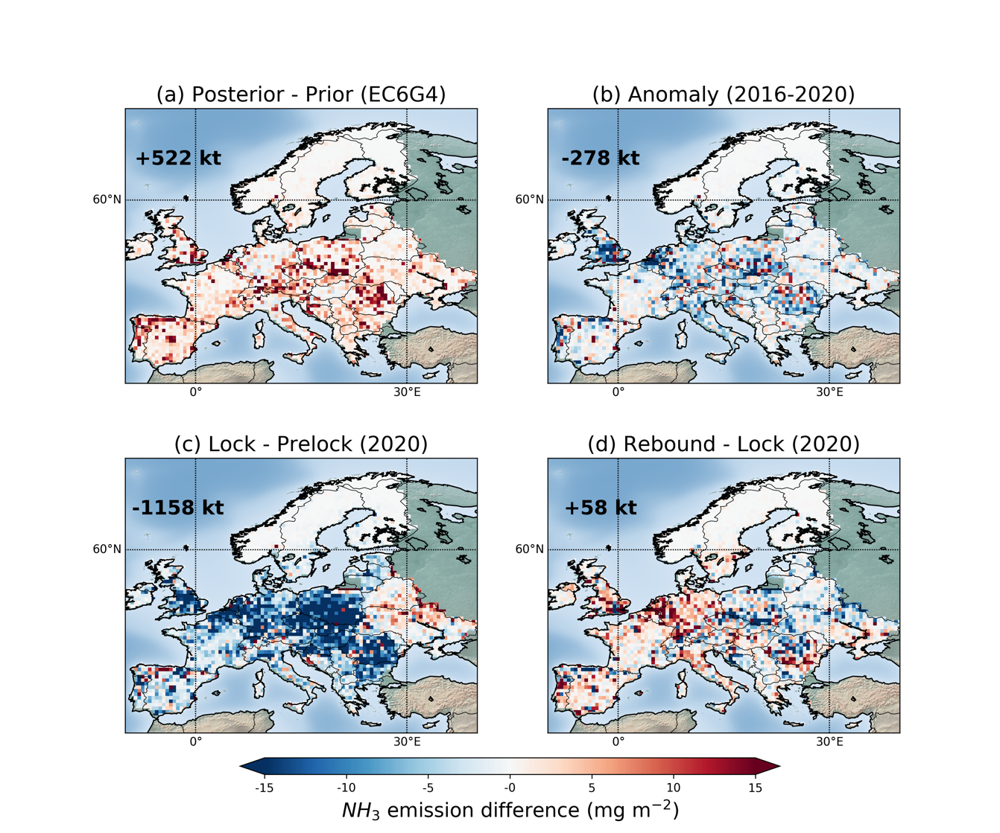 (a) Posterior - Prior (EC6G4)
(b) Anomaly (2016-2020)
+522 kt
-278 kt
60°N
60°N
0°
30°E
0°
30°E
(c) Lock - Prelock (2020)
(d) Rebound - Lock (2020)
-1158 kt
+58 kt
60°N
60°N
0°
30°E
0°
30°E
-15
-10
-5
-0
5
10
15
NH₃ emission difference (mg m⁻²)